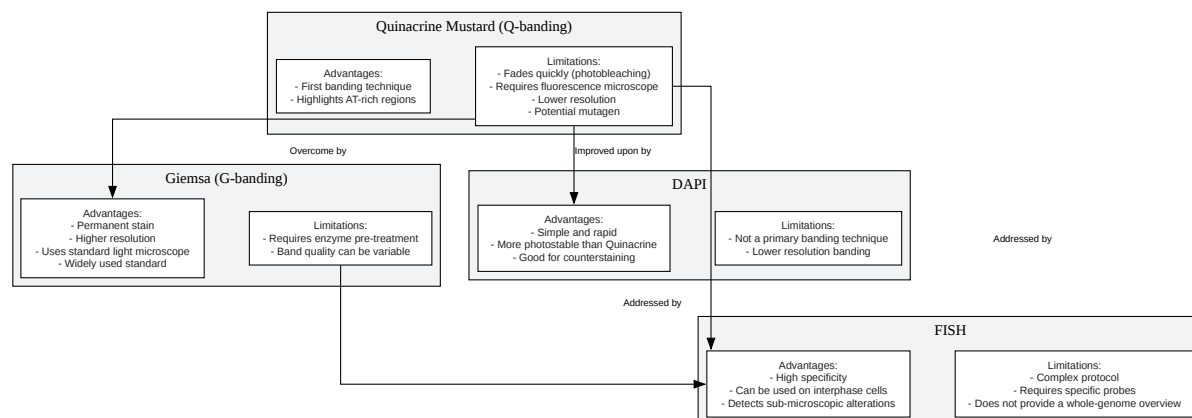 Quinacrine Mustard (Q-banding)
Advantages:
- First banding technique
- Highlights AT-rich regions
Limitations:
- Fades quickly (photobleaching)
- Requires fluorescence microscope
- Lower resolution
- Potential mutagen
Overcome by
Improved upon by
Giemsa (G-banding)
Advantages:
- Permanent stain
- Higher resolution
- Uses standard light microscope
- Widely used standard
Limitations:
- Requires enzyme pre-treatment
- Band quality can be variable
DAPI
Advantages:
- Simple and rapid
- More photostable than Quinacrine
- Good for counterstaining
Limitations:
- Not a primary banding technique
- Lower resolution banding
Addressed by
Addressed by
FISH
Advantages:
- High specificity
- Can be used on interphase cells
- Detects sub-microscopic alterations
Limitations:
- Complex protocol
- Requires specific probes
- Does not provide a whole-genome overview